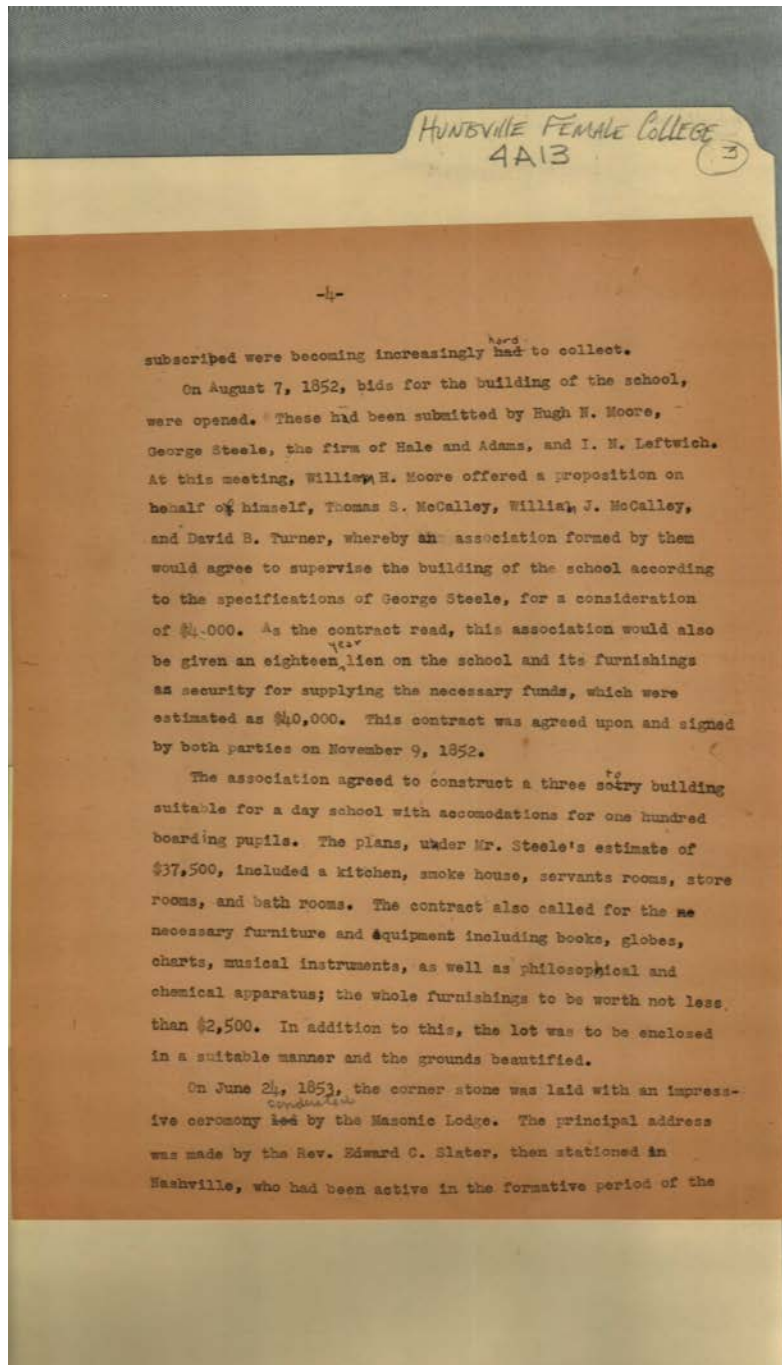 HUNTSVILLE FEMALE COLLEGE
4A13
3
-4-
hard
subscribed were becoming increasingly had to collect.
On August 7, 1852, bids for the building of the school,
were opened. These had been submitted by Hugh N. Moore,
George Steele, the firm of Hale and Adams, and I. N. Leftwich.
At this meeting, William H. Moore offered a proposition on
behalf of himself, Thomas S. McCalley, William J. McCalley,
and David B. Turner, whereby an association formed by them
would agree to supervise the building of the school according
to the specifications of George Steele, for a consideration
of $4-000. As the contract read, this association would also
year
be given an eighteen lien on the school and its furnishings
as security for supplying the necessary funds, which were
estimated as $40,000. This contract was agreed upon and signed
by both parties on November 9, 1852.
to
The association agreed to construct a three sotry building
suitable for a day school with accomodations for one hundred
boarding pupils. The plans, under Mr. Steele's estimate of
$37,500, included a kitchen, smoke house, servants rooms, store
rooms, and bath rooms. The contract also called for the ne
necessary furniture and equipment including books, globes,
charts, musical instruments, as well as philosophical and
chemical apparatus; the whole furnishings to be worth not less
than $2,500. In addition to this, the lot was to be enclosed
in a suitable manner and the grounds beautified.
On June 24, 1853, the corner stone was laid with an impress-
conducted
ive ceromony led by the Masonic Lodge. The principal address
was made by the Rev. Edward C. Slater, then stationed in
Nashville, who had been active in the formative period of the